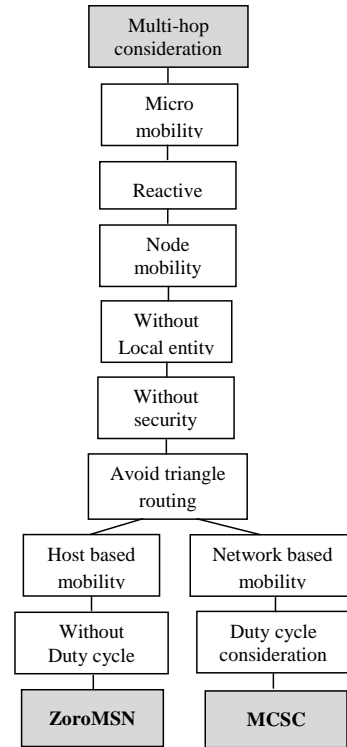 Multi-hop
consideration
Micro
mobility
Reactive
Node
mobility
Without
Local entity
Without
security
Avoid triangle
routing
Host based
mobility
Network based
mobility
Without
Duty cycle
Duty cycle
consideration
ZoroMSN
MCSC